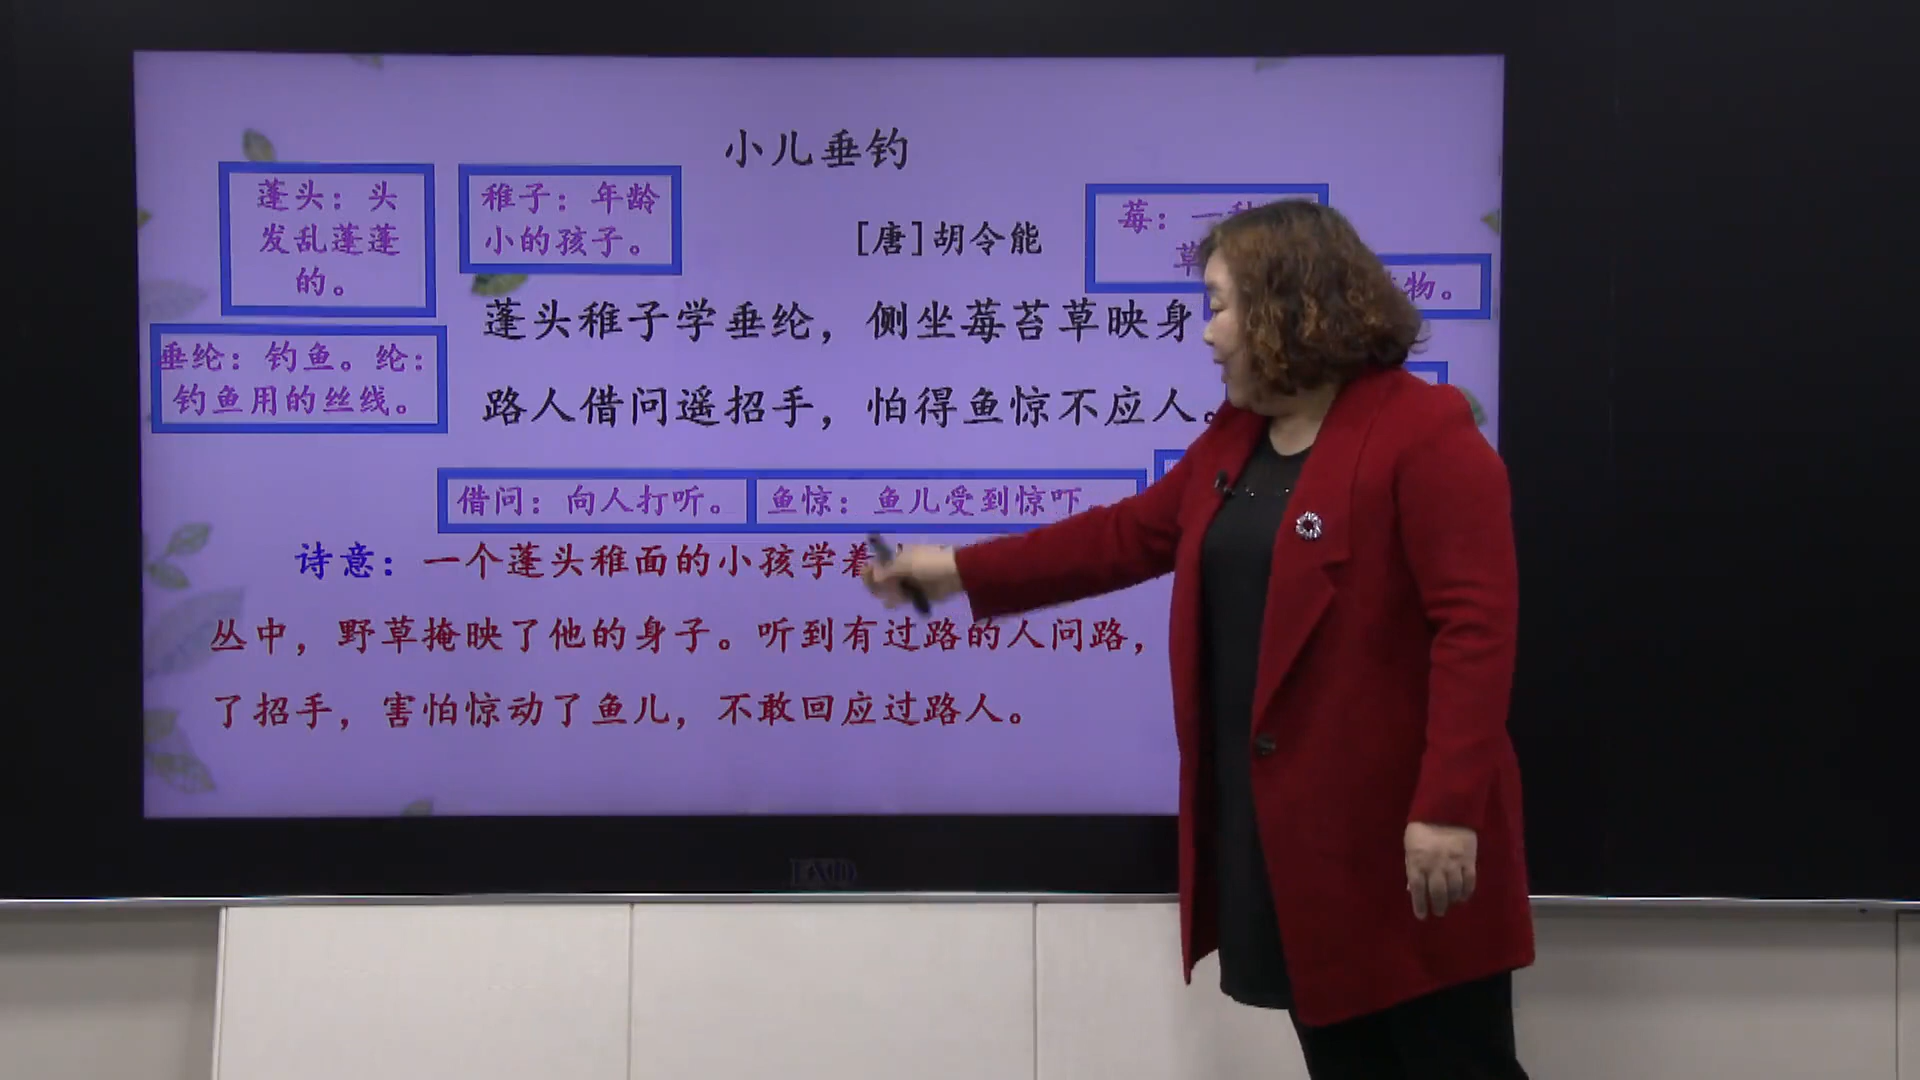 小儿垂钓
蓬头：头
发乱蓬蓬
的。
稚子：年龄
小的孩子。
[唐]胡令能
莓：一种
草
物。
蓬头稚子学垂纶，侧坐莓苔草映身
垂纶：钓鱼。纶：
钓鱼用的丝线。
路人借问遥招手，怕得鱼惊不应人。
借问：向人打听。
鱼惊：鱼儿受到惊吓。
诗意：一个蓬头稚面的小孩学着
丛中，野草掩映了他的身子。听到有过路的人问路，
了招手，害怕惊动了鱼儿，不敢回应过路人。